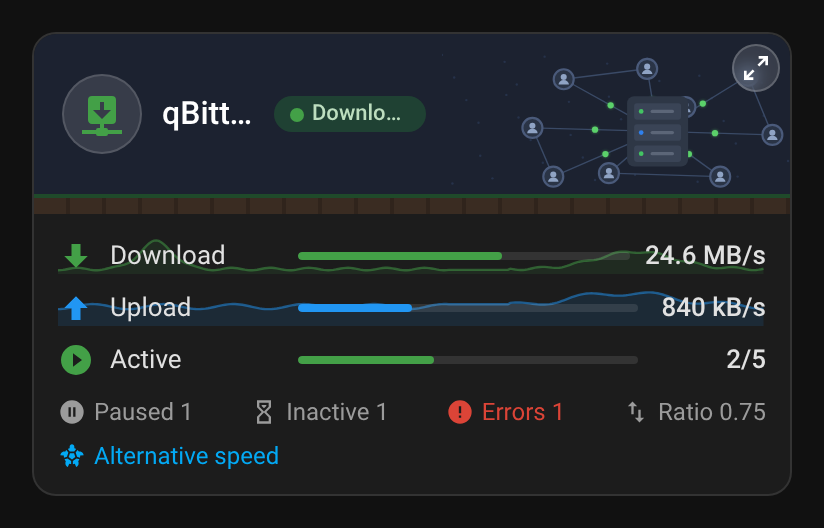 qBitt...
Downlo...
Download 24.6 MB/s
Upload 840 kB/s
Active 2/5
Paused 1 Inactive 1 Errors 1 Ratio 0.75
Alternative speed